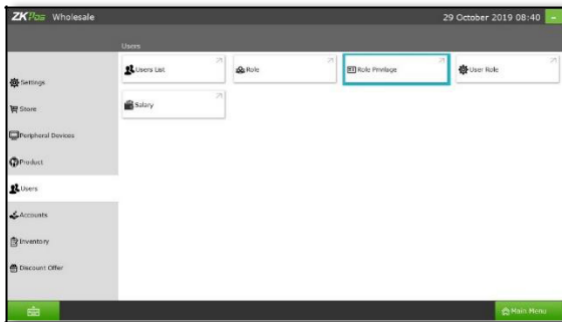 ZKPos Wholesale
29 October 2019 08:40
Users
Users List
Role
Role Privilage
User Role
Salary
Settings
Store
Peripheral Devices
Product
Users
Accounts
Inventory
Discount Offer
Main Menu